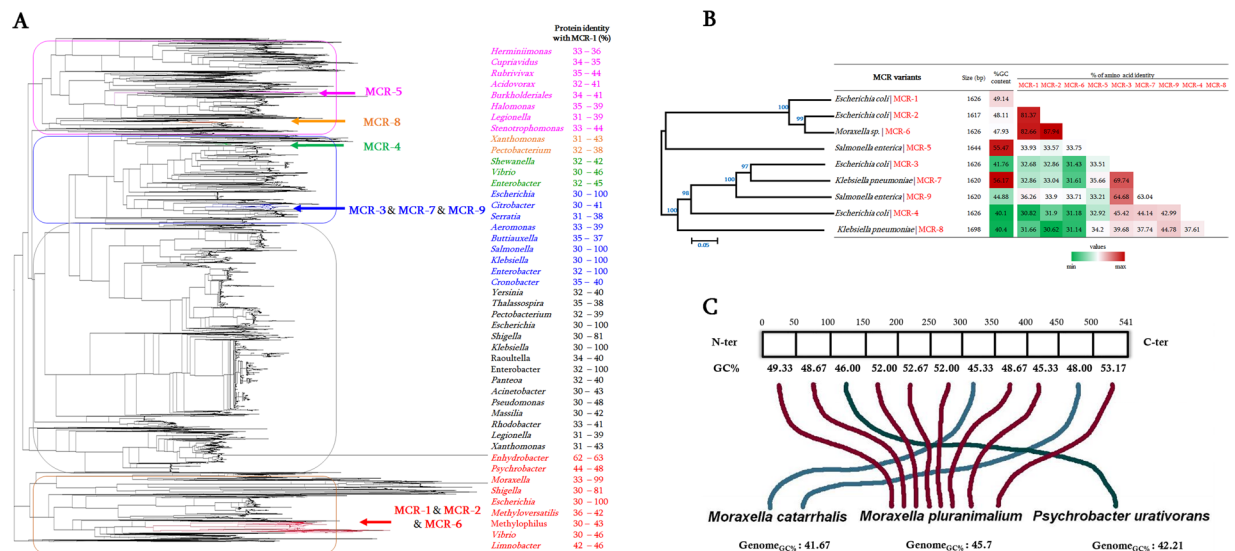 A
Protein identity
with MCR-1 (%)
Herminiimonas 33 – 36
Cupriavidus 34 – 35
Rubrivivax 35 – 44
Acidovorax 32 – 41
Burkholderiales 34 – 41
Halomonas 35 – 39
Legionella 31 – 39
Stenotrophomonas 33 – 44
Xanthomonas 31 – 43
Pectobacterium 32 – 38
Shewanella 32 – 42
Vibrio 30 – 46
Enterobacter 32 – 45
Escherichia 30 – 100
Citrobacter 30 – 41
Serratia 31 – 38
Aeromonas 33 – 39
Buttiauxella 35 – 37
Salmonella 30 – 100
Klebsiella 30 – 100
Enterobacter 32 – 100
Cronobacter 35 – 40
Yersinia 32 – 40
Thalassospira 35 – 38
Pectobacterium 32 – 39
Escherichia 30 – 100
Shigella 30 – 81
Klebsiella 30 – 100
Raoultella 34 – 40
Enterobacter 32 – 100
Panteoa 32 – 40
Acinetobacter 30 – 43
Pseudomonas 30 – 48
Massilia 30 – 42
Rhodobacter 33 – 41
Legionella 31 – 39
Xanthomonas 31 – 43
Enhydrobacter 62 – 63
Psychrobacter 44 – 48
Moraxella 33 – 99
Shigella 30 – 81
Escherichia 30 – 100
Methyloversatilis 36 – 42
Methylophilus 30 – 43
Vibrio 30 – 46
Limnobacter 42 – 46
MCR-5
MCR-8
MCR-4
MCR-3 & MCR-7 & MCR-9
MCR-1 & MCR-2
& MCR-6
B
MCR variants Size (bp) %GC content % of amino acid identity
MCR-1 MCR-2 MCR-6 MCR-5 MCR-3 MCR-7 MCR-9 MCR-4 MCR-8
Escherichia coli | MCR-1 1626 49.14
Escherichia coli | MCR-2 1617 48.11 81.37
Moraxella sp. | MCR-6 1626 47.93 82.66 87.99
Salmonella enterica | MCR-5 1644 55.47 33.93 33.57 33.75
Escherichia coli | MCR-3 1626 41.76 32.68 32.86 31.43 33.51
Klebsiella pneumoniae | MCR-7 1620 32.86 33.04 31.61 35.66 69.74
Salmonella enterica | MCR-9 1620 44.88 36.26 33.9 33.71 33.21 64.68 63.04
Escherichia coli | MCR-4 1626 40.1 30.82 31.9 31.18 32.92 45.42 44.14 42.99
Klebsiella pneumoniae | MCR-8 1698 40.4 31.66 30.62 31.14 34.2 39.68 37.74 44.78 37.61
100
99
97
100
98
100
0.05
values
min max
C
0 50 100 150 200 250 300 350 400 450 500 541
N-ter C-ter
GC% 49.33 48.67 46.00 52.00 52.67 52.00 45.33 48.67 45.33 48.00 53.17
Moraxella catarrhalis Moraxella pluranimalium Psychrobacter urativorans
GenomeGC% : 41.67 GenomeGC% : 45.7 GenomeGC% : 42.21